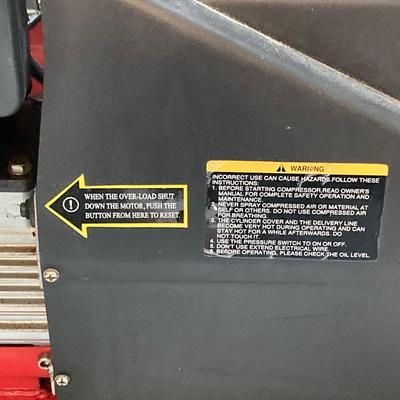 WHEN THE OVER-LOAD SHUT
DOWN THE MOTOR, PUSH THE
BUTTON FROM HERE TO RESET.
WARNING
INCORRECT USE CAN CAUSE HAZARDS.FOLLOW THESE
INSTRUCTIONS:
1. BEFORE STARTING COMPRESSOR,READ OWNER'S
MANUAL FOR COMPLETE SAFETY OPERATION AND
MAINTENANCE.
2. NEVER SPRAY COMPRESSED AIR OR MATERIAL AT
SELF OR OTHERS. DO NOT USE COMPRESSED AIR
FOR BREATHING.
3. THE CYLINDER COVER AND THE DELIVERY LINE
BECOME VERY HOT DURING OPERATING AND CAN
STAY HOT FOR A WHILE AFTERWARDS. DO
NOT TOUCH IT.
4. USE THE PRESSURE SWITCH TO ON OR OFF.
5. DON'T USE EXTEND ELECTRICAL WIRE.
6. BEFORE OPERATING, PLEASE CHECK THE OIL LEVEL.